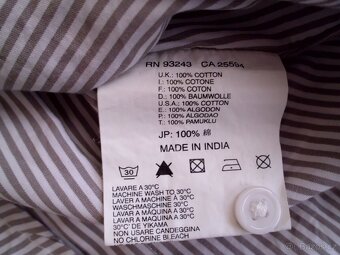 RN 93243 CA 25594
U.K.: 100% COTTON
I.: 100% COTONE
F.: 100% COTON
D.: 100% BAUMWOLLE
U.S.A.: 100% COTTON
E.: 100% ALGODON
P.: 100% ALGODAO
T.: 100% PAMUKLU
JP: 100% 綿
MADE IN INDIA
30
LAVARE A 30°C
MACHINE WASH TO 30°C
LAVER A MACHINE A 30°C
WASCHMASCHINE 30°C
LAVAR A MAQUINA A 30°C
LAVAR A MAQUINA A 30°C
30°C DE YIKAMA
NON USARE CANDEGGINA
NO CHLORINE BLEACH